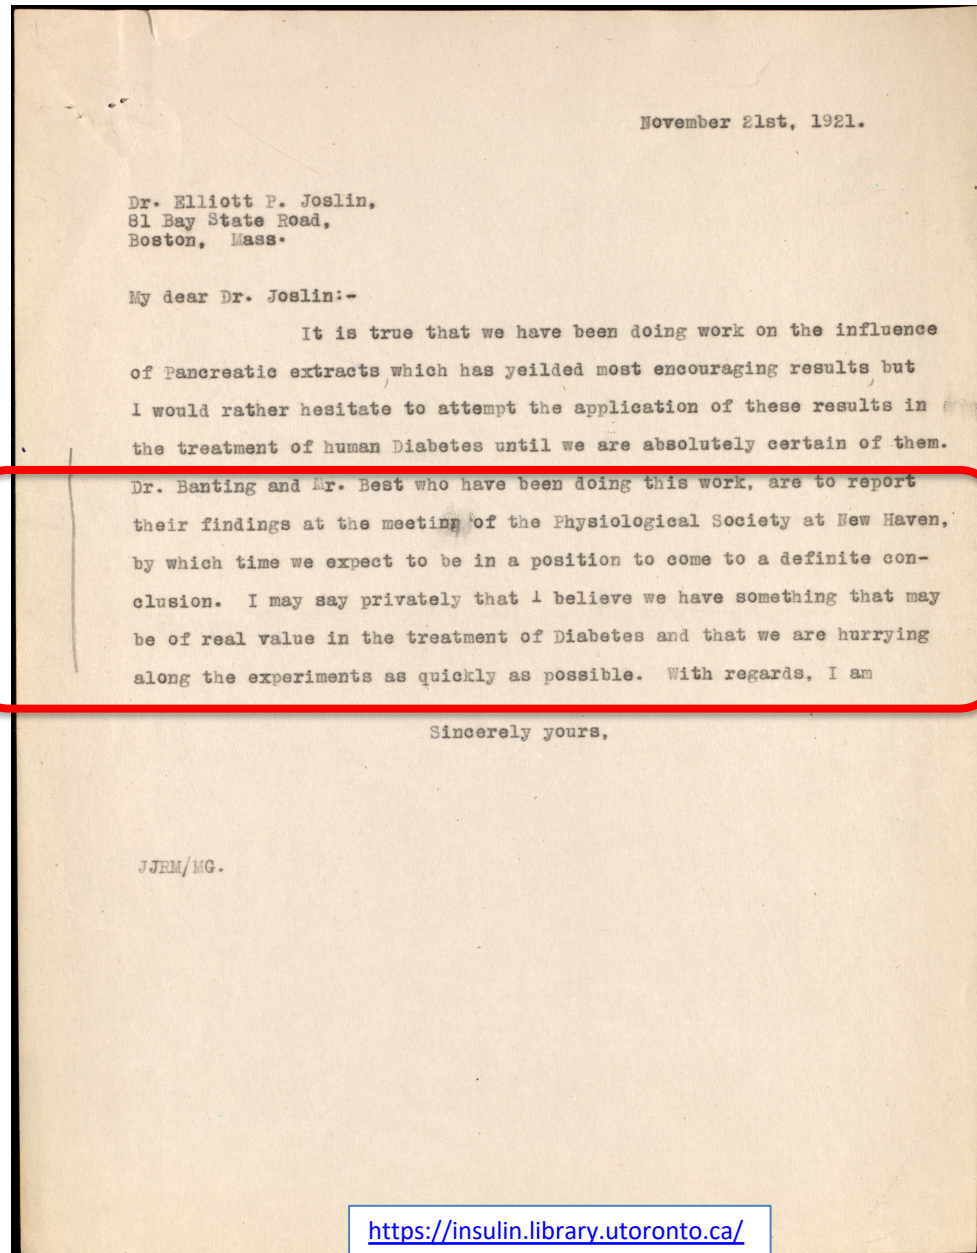 November 21st, 1921.
Dr. Elliott P. Joslin,
81 Bay State Road,
Boston, Mass.
My dear Dr. Joslin:-
It is true that we have been doing work on the influence
of Pancreatic extracts, which has yeilded most encouraging results, but
I would rather hesitate to attempt the application of these results in
the treatment of human Diabetes until we are absolutely certain of them.
Dr. Banting and Mr. Best who have been doing this work, are to report
their findings at the meeting of the Physiological Society at New Haven,
by which time we expect to be in a position to come to a definite con-
clusion. I may say privately that I believe we have something that may
be of real value in the treatment of Diabetes and that we are hurrying
along the experiments as quickly as possible. With regards, I am
Sincerely yours,
JJRM/MG.
https://insulin.library.utoronto.ca/